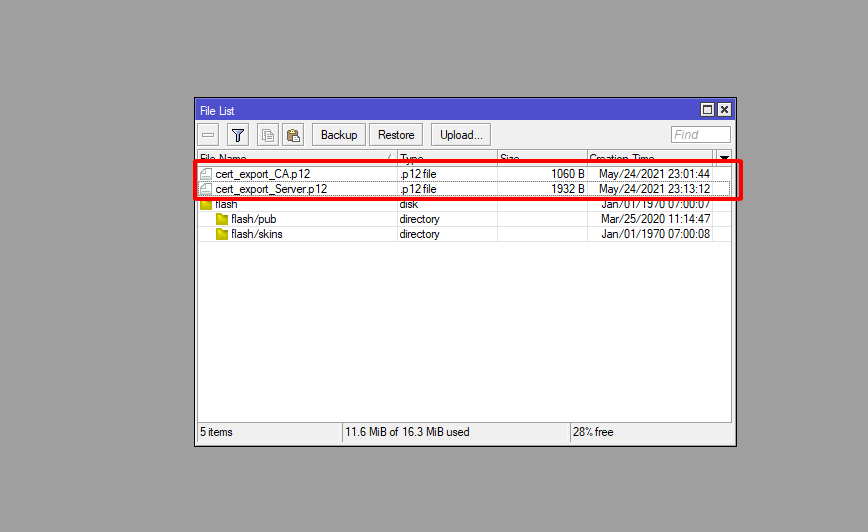 File List
Backup Restore Upload... Find
File Name Type Size Creation Time
cert_export_CA.p12 .p12 file 1060 B May/24/2021 23:01:44
cert_export_Server.p12 .p12 file 1932 B May/24/2021 23:13:12
flash disk Jan/01/1970 07:00:07
flash/pub directory Mar/25/2020 11:14:47
flash/skins directory Jan/01/1970 07:00:08
5 items 11.6 MiB of 16.3 MiB used 28% free